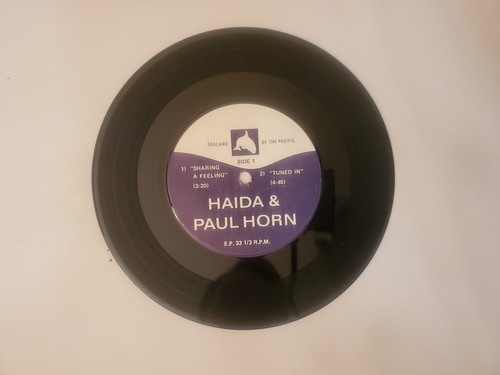 SEALAND OF THE PACIFIC
SIDE 1
1) "SHARING A FEELING" (3:20)
2) "TUNED IN" (4:45)
HAIDA &
PAUL HORN
E.P. 33 1/3 R.P.M.